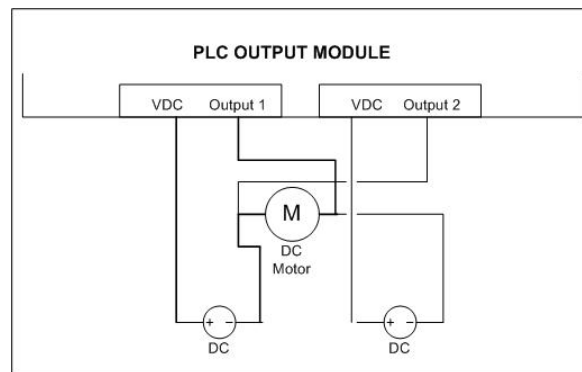 PLC OUTPUT MODULE
VDC Output 1
VDC Output 2
M
DC
Motor
+ −
DC
+ −
DC